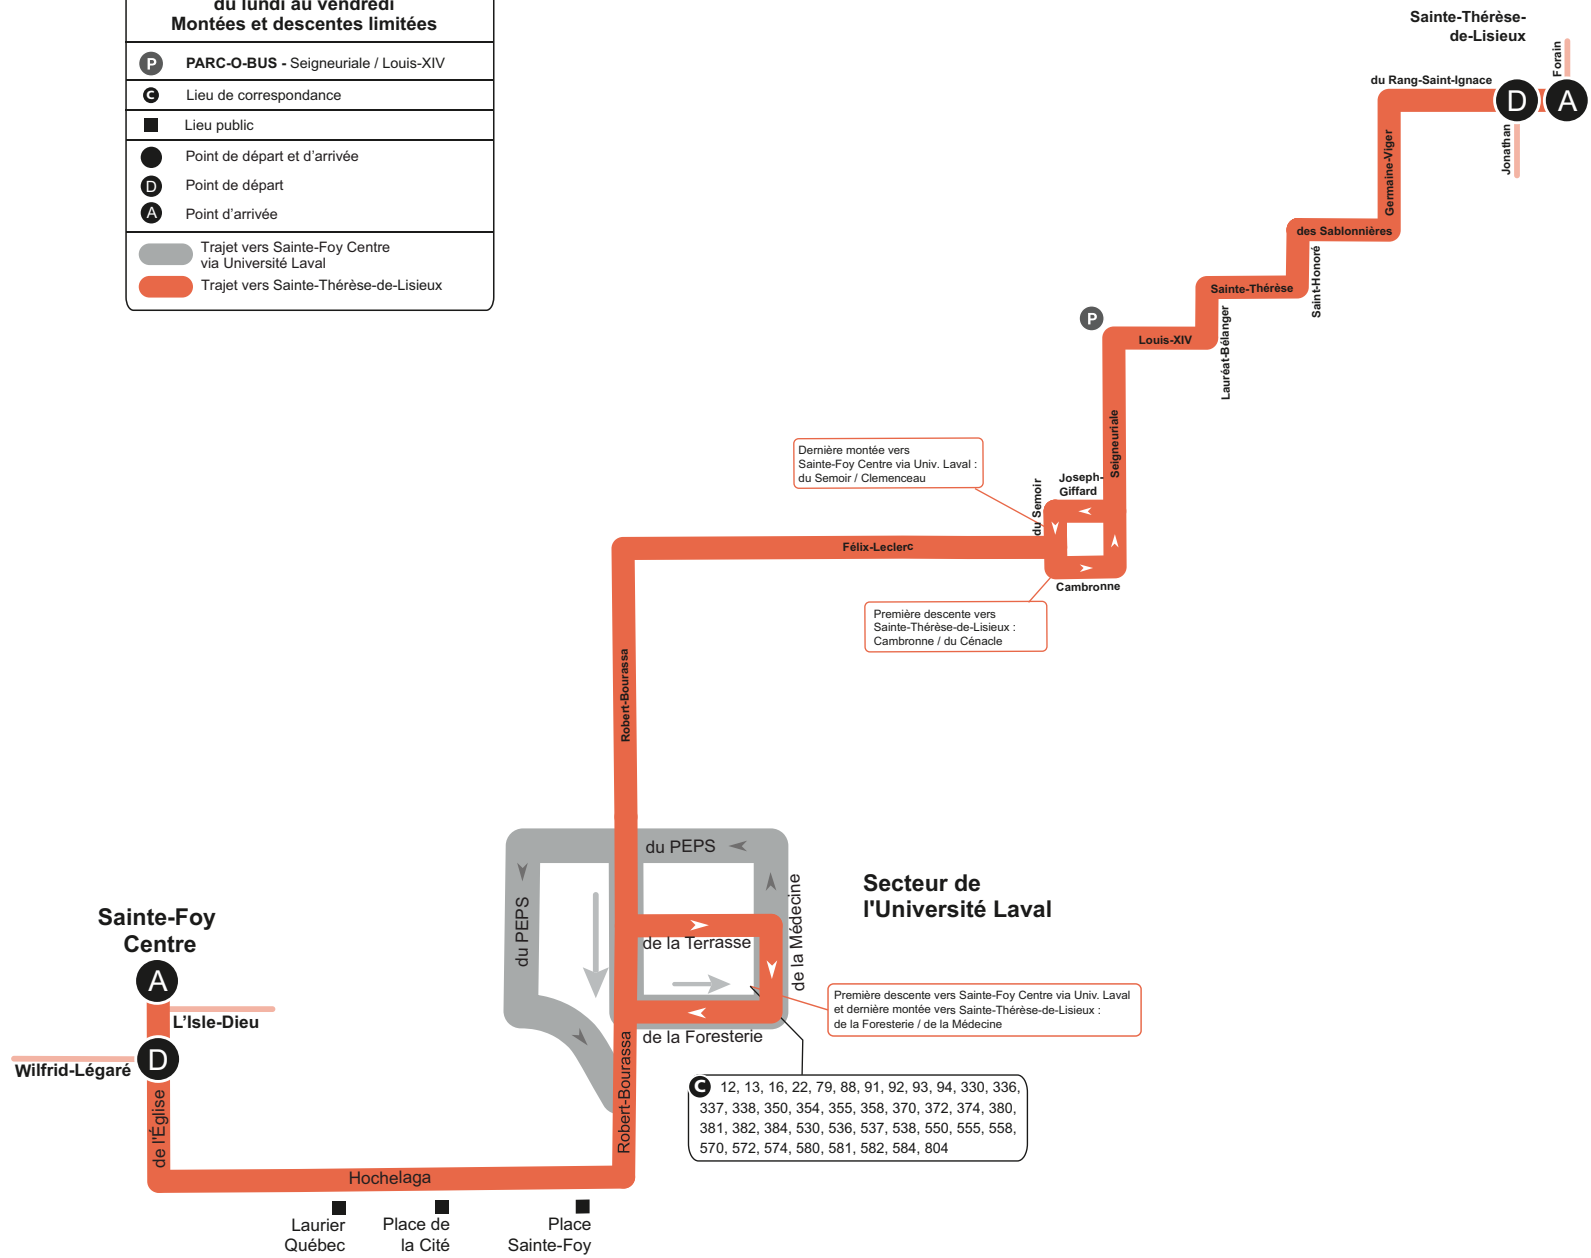 du lundi au vendredi
Montées et descentes limitées
P PARC-O-BUS - Seigneuriale / Louis-XIV
C Lieu de correspondance
Lieu public
Point de départ et d'arrivée
D Point de départ
A Point d'arrivée
Trajet vers Sainte-Foy Centre
via Université Laval
Trajet vers Sainte-Thérèse-de-Lisieux
Sainte-Thérèse-
de-Lisieux
Forain
du Rang-Saint-Ignace
D
A
Jonathan
Germaine-Viger
des Sablonnières
Saint-Honoré
Sainte-Thérèse
Lauréat-Bélanger
P
Louis-XIV
Seigneuriale
Dernière montée vers
Sainte-Foy Centre via Univ. Laval :
du Semoir / Clemenceau
Joseph-
Giffard
du Semoir
Félix-Leclerc
Cambronne
Première descente vers
Sainte-Thérèse-de-Lisieux :
Cambronne / du Cénacle
Robert-Bourassa
du PEPS
du PEPS
de la Médecine
Secteur de
l'Université Laval
de la Terrasse
de la Foresterie
Première descente vers Sainte-Foy Centre via Univ. Laval
et dernière montée vers Sainte-Thérèse-de-Lisieux :
de la Foresterie / de la Médecine
Sainte-Foy
Centre
A
L'Isle-Dieu
D
Wilfrid-Légaré
de l'Église
Robert-Bourassa
C 12, 13, 16, 22, 79, 88, 91, 92, 93, 94, 330, 336,
337, 338, 350, 354, 355, 358, 370, 372, 374, 380,
381, 382, 384, 530, 536, 537, 538, 550, 555, 558,
570, 572, 574, 580, 581, 582, 584, 804
Hochelaga
Laurier
Québec
Place de
la Cité
Place
Sainte-Foy